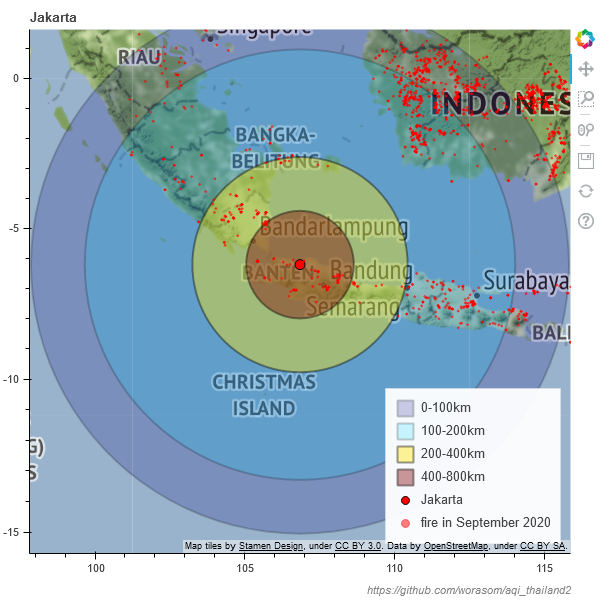 Jakarta
Singapore
RIAU
0
INDONES
BANGKA-
BELITUNG
-5
Bandarlampung
BANTEN
Bandung
Surabaya
Semarang
BALI
-10
CHRISTMAS
ISLAND
0-100km
100-200km
G)
200-400km
S
400-800km
Jakarta
fire in September 2020
-15
Map tiles by Stamen Design, under CC BY 3.0. Data by OpenStreetMap, under CC BY SA.
100
105
110
115
https://github.com/worasom/aqi_thailand2